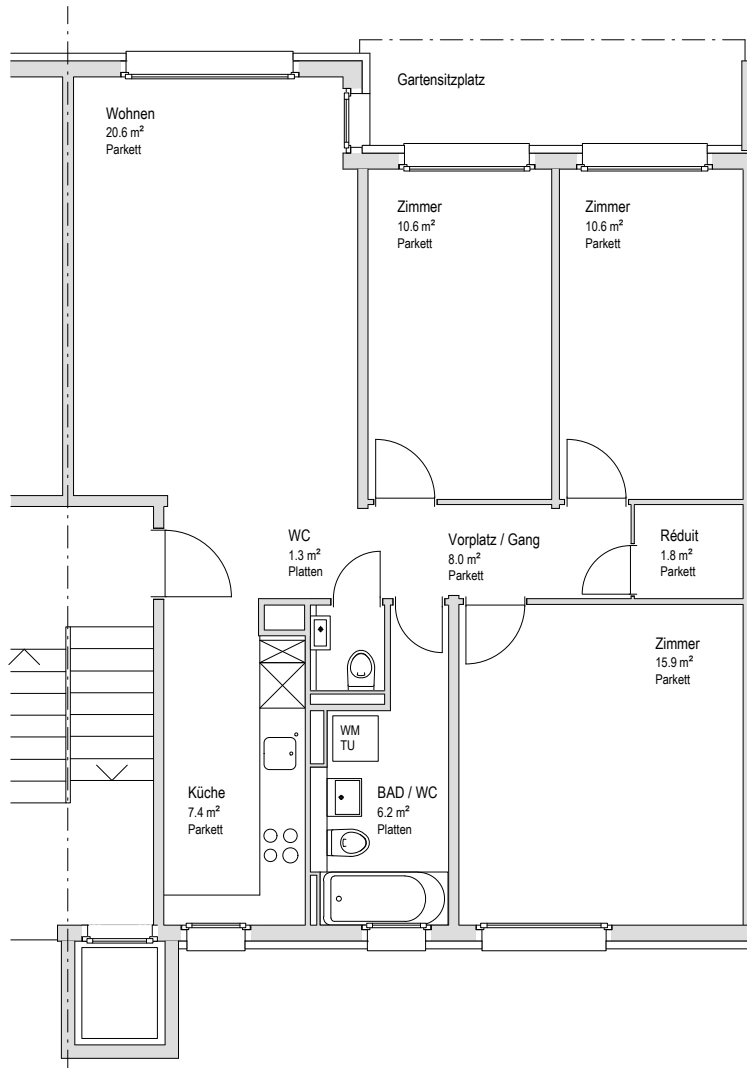 Gartensitzplatz
Wohnen
20.6 m²
Parkett
Zimmer
10.6 m²
Parkett
Zimmer
10.6 m²
Parkett
WC
1.3 m²
Platten
Vorplatz / Gang
8.0 m²
Parkett
Réduit
1.8 m²
Parkett
Zimmer
15.9 m²
Parkett
WM
TU
Küche
7.4 m²
Parkett
BAD / WC
6.2 m²
Platten